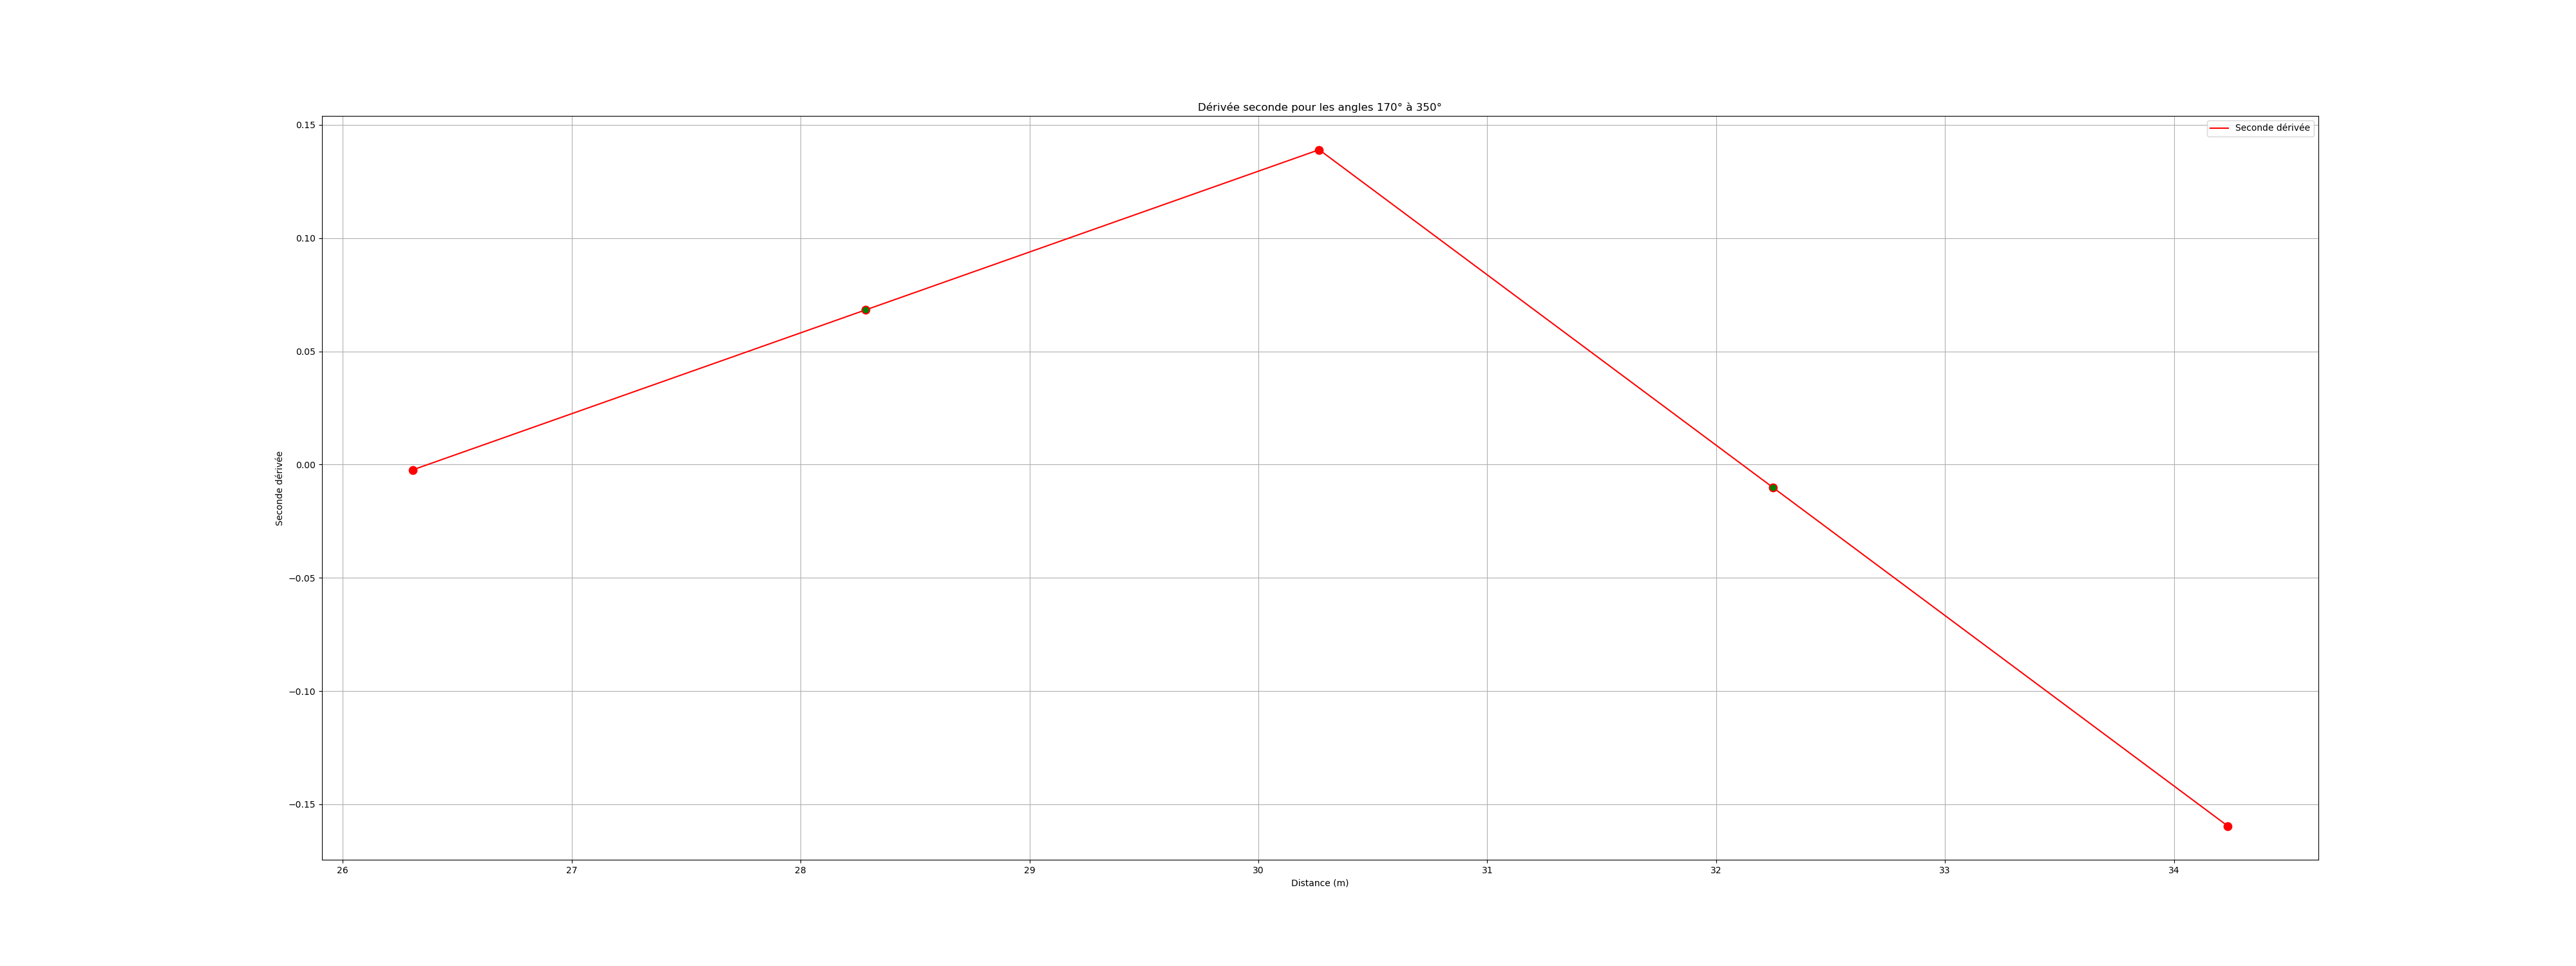 Dérivée seconde pour les angles 170° à 350°
Seconde dérivée
0.15
0.10
0.05
0.00
−0.05
−0.10
−0.15
Seconde dérivée
26 27 28 29 30 31 32 33 34
Distance (m)